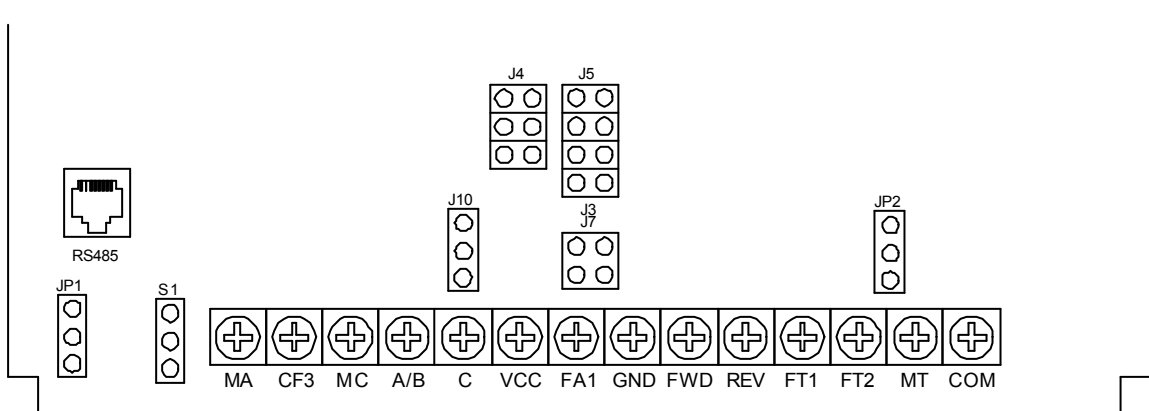 J4 J5
J10 J3 JP2
J7
RS485
JP1 S1
MA CF3 MC A/B C VCC FA1 GND FWD REV FT1 FT2 MT COM